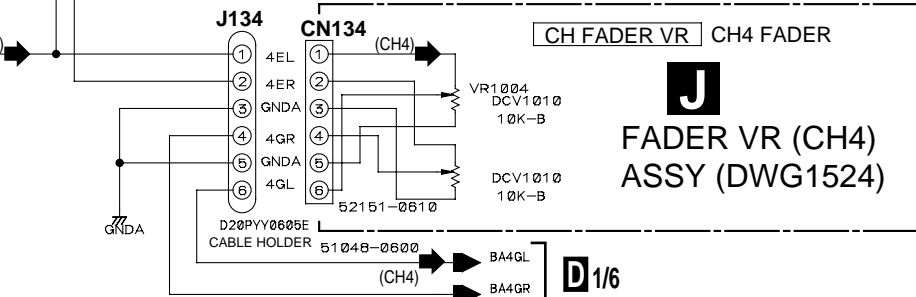 )
J134
CN134
(CH4)
CH FADER VR CH4 FADER
1 4EL 1
2 4ER 2
3 GNDA 3
4 4GR 4
5 GNDA 5
6 4GL 6
VR1004
DCV1010
10K-B
DCV1010
10K-B
J
FADER VR (CH4)
ASSY (DWG1524)
52151-0610
GNDA
D20PYY0605E
CABLE HOLDER
51048-0600
(CH4)
BA4GL
BA4GR
D 1/6